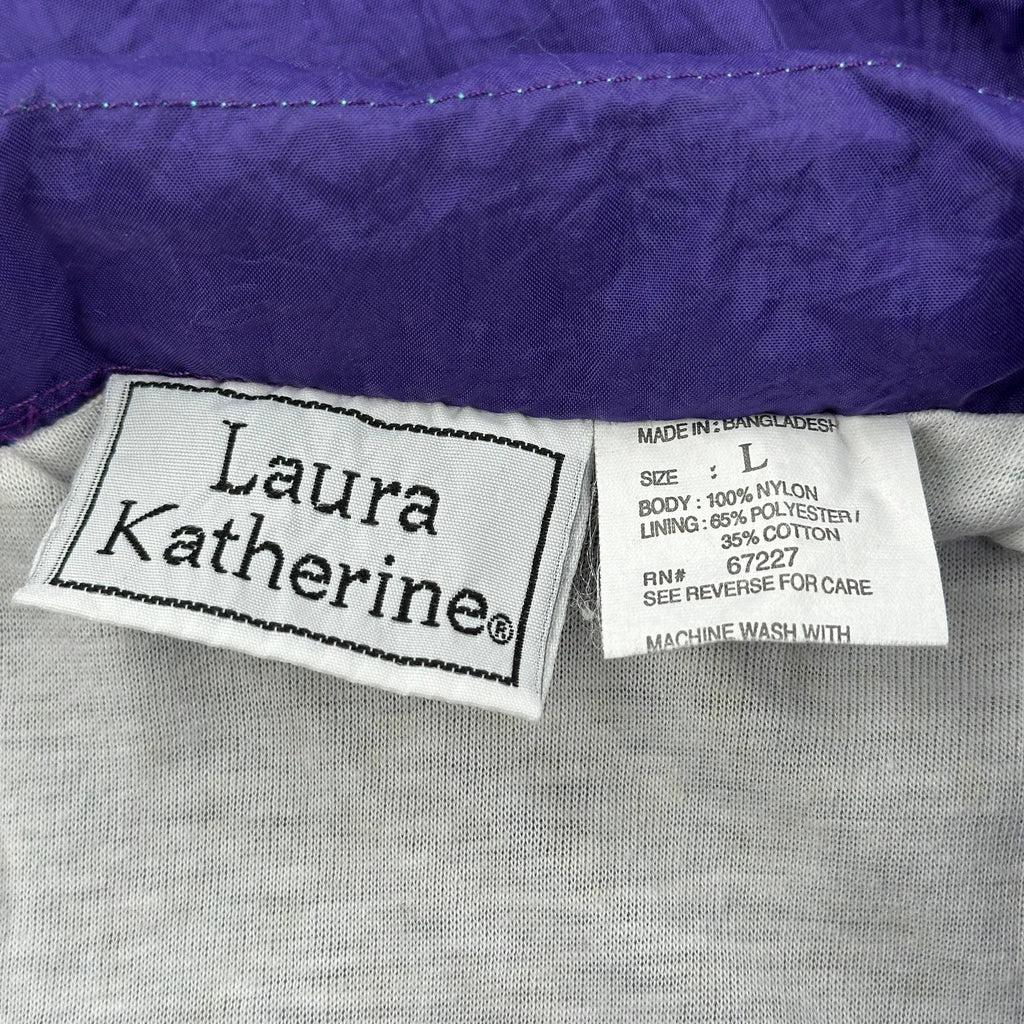 Laura
Katherine®
MADE IN : BANGLADESH
SIZE : L
BODY : 100% NYLON
LINING : 65% POLYESTER /
35% COTTON
RN# 67227
SEE REVERSE FOR CARE
MACHINE WASH WITH